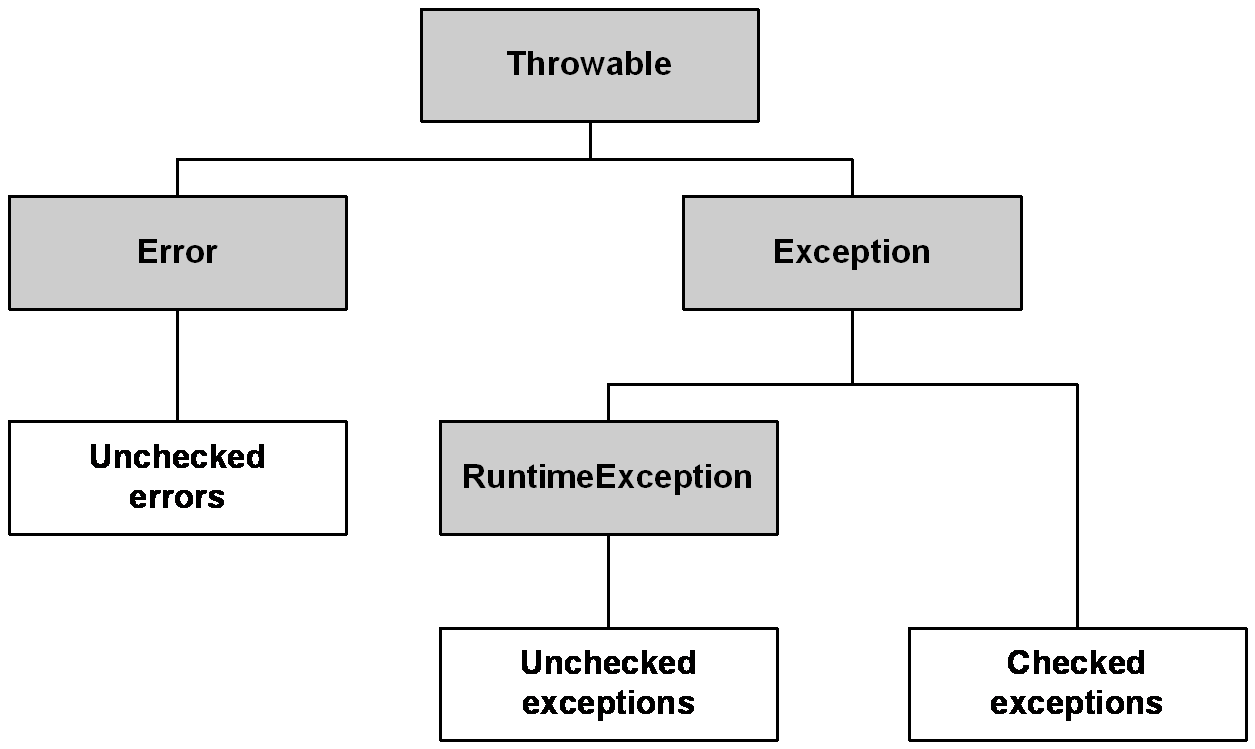 Throwable
Error
Exception
Unchecked
errors
RuntimeException
Unchecked
exceptions
Checked
exceptions